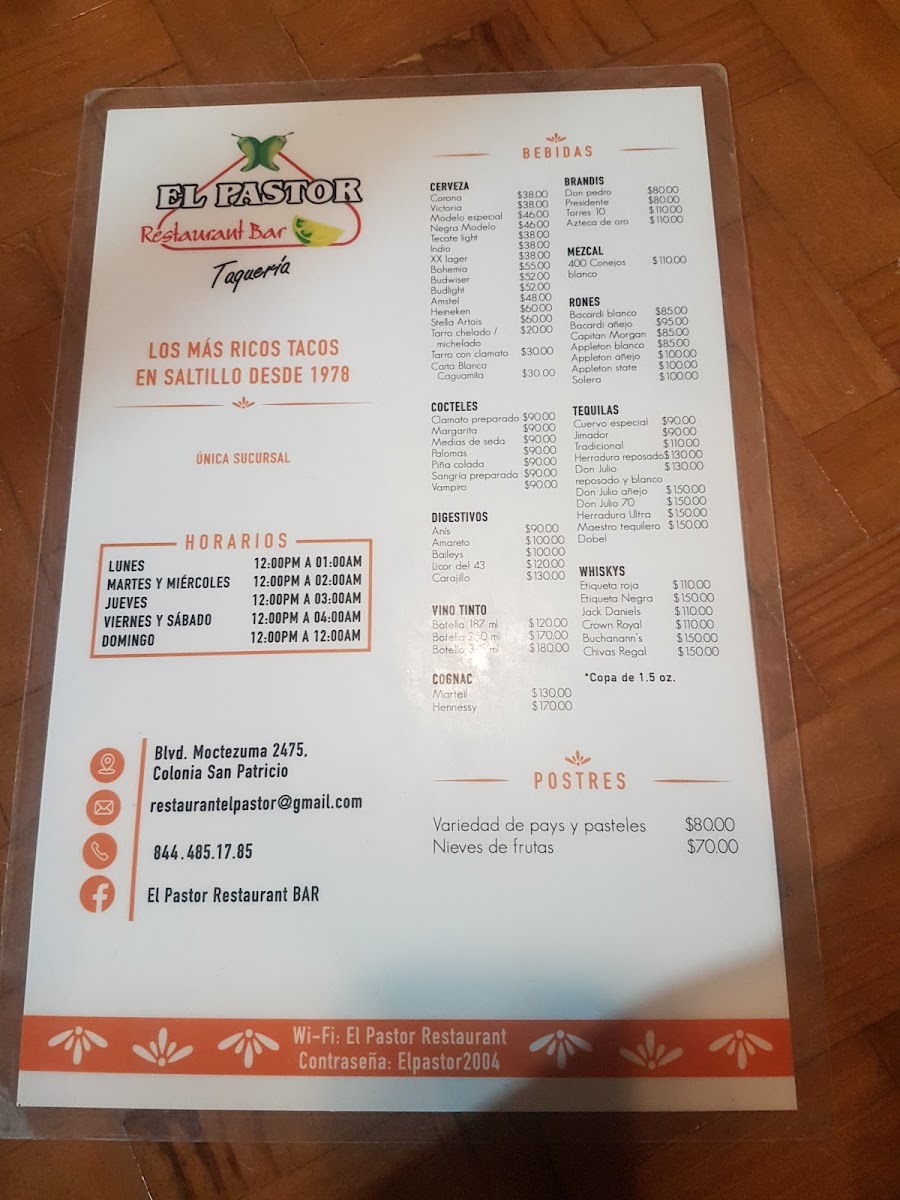 EL PASTOR
Restaurant Bar
Taquería
LOS MÁS RICOS TACOS
EN SALTILLO DESDE 1978
ÚNICA SUCURSAL
HORARIOS
LUNES 12:00PM A 01:00AM
MARTES Y MIÉRCOLES 12:00PM A 02:00AM
JUEVES 12:00PM A 03:00AM
VIERNES Y SÁBADO 12:00PM A 04:00AM
DOMINGO 12:00PM A 12:00AM
Blvd. Moctezuma 2475,
Colonia San Patricio
restaurantelpastor@gmail.com
844.485.17.85
El Pastor Restaurant BAR
BEBIDAS
CERVEZA
Corona $38.00
Victoria $38.00
Modelo especial $46.00
Negra Modelo $46.00
Tecate light $38.00
Indio $38.00
XX lager $38.00
Bohemia $55.00
Budwiser $52.00
Budlight $52.00
Amstel $48.00
Heineken $60.00
Stella Artois $60.00
Tarro chelado / $20.00
michelado
Tarro con clamato $30.00
Carta Blanca
Caguamita $30.00
COCTELES
Clamato preparado $90.00
Margarita $90.00
Medias de seda $90.00
Palomas $90.00
Piña colada $90.00
Sangría preparada $90.00
Vampiro $90.00
DIGESTIVOS
Anís $90.00
Amareto $100.00
Baileys $100.00
Licor del 43 $120.00
Carajillo $130.00
VINO TINTO
Botella 187 ml $120.00
Botella ml $170.00
Botella ml $180.00
COGNAC
Martell $130.00
Hennessy $170.00
BRANDIS
Don pedro $80.00
Presidente $80.00
Torres 10 $110.00
Azteca de oro $110.00
MEZCAL
400 Conejos $110.00
blanco
RONES
Bacardi blanco $85.00
Bacardi añejo $95.00
Capitan Morgan $85.00
Appleton blanco $85.00
Appleton añejo $100.00
Appleton state $100.00
Solera $100.00
TEQUILAS
Cuervo especial $90.00
Jimador $90.00
Tradicional $110.00
Herradura reposado $130.00
Don Julio $130.00
reposado y blanco
Don Julio añejo $150.00
Don Julio 70 $150.00
Herradura Ultra $150.00
Maestro tequilero $150.00
Dobel
WHISKYS
Etiqueta roja $110.00
Etiqueta Negra $150.00
Jack Daniels $110.00
Crown Royal $110.00
Buchanann's $150.00
Chivas Regal $150.00
*Copa de 1.5 oz.
POSTRES
Variedad de pays y pasteles $80.00
Nieves de frutas $70.00
Wi-Fi: El Pastor Restaurant
Contraseña: Elpastor2004